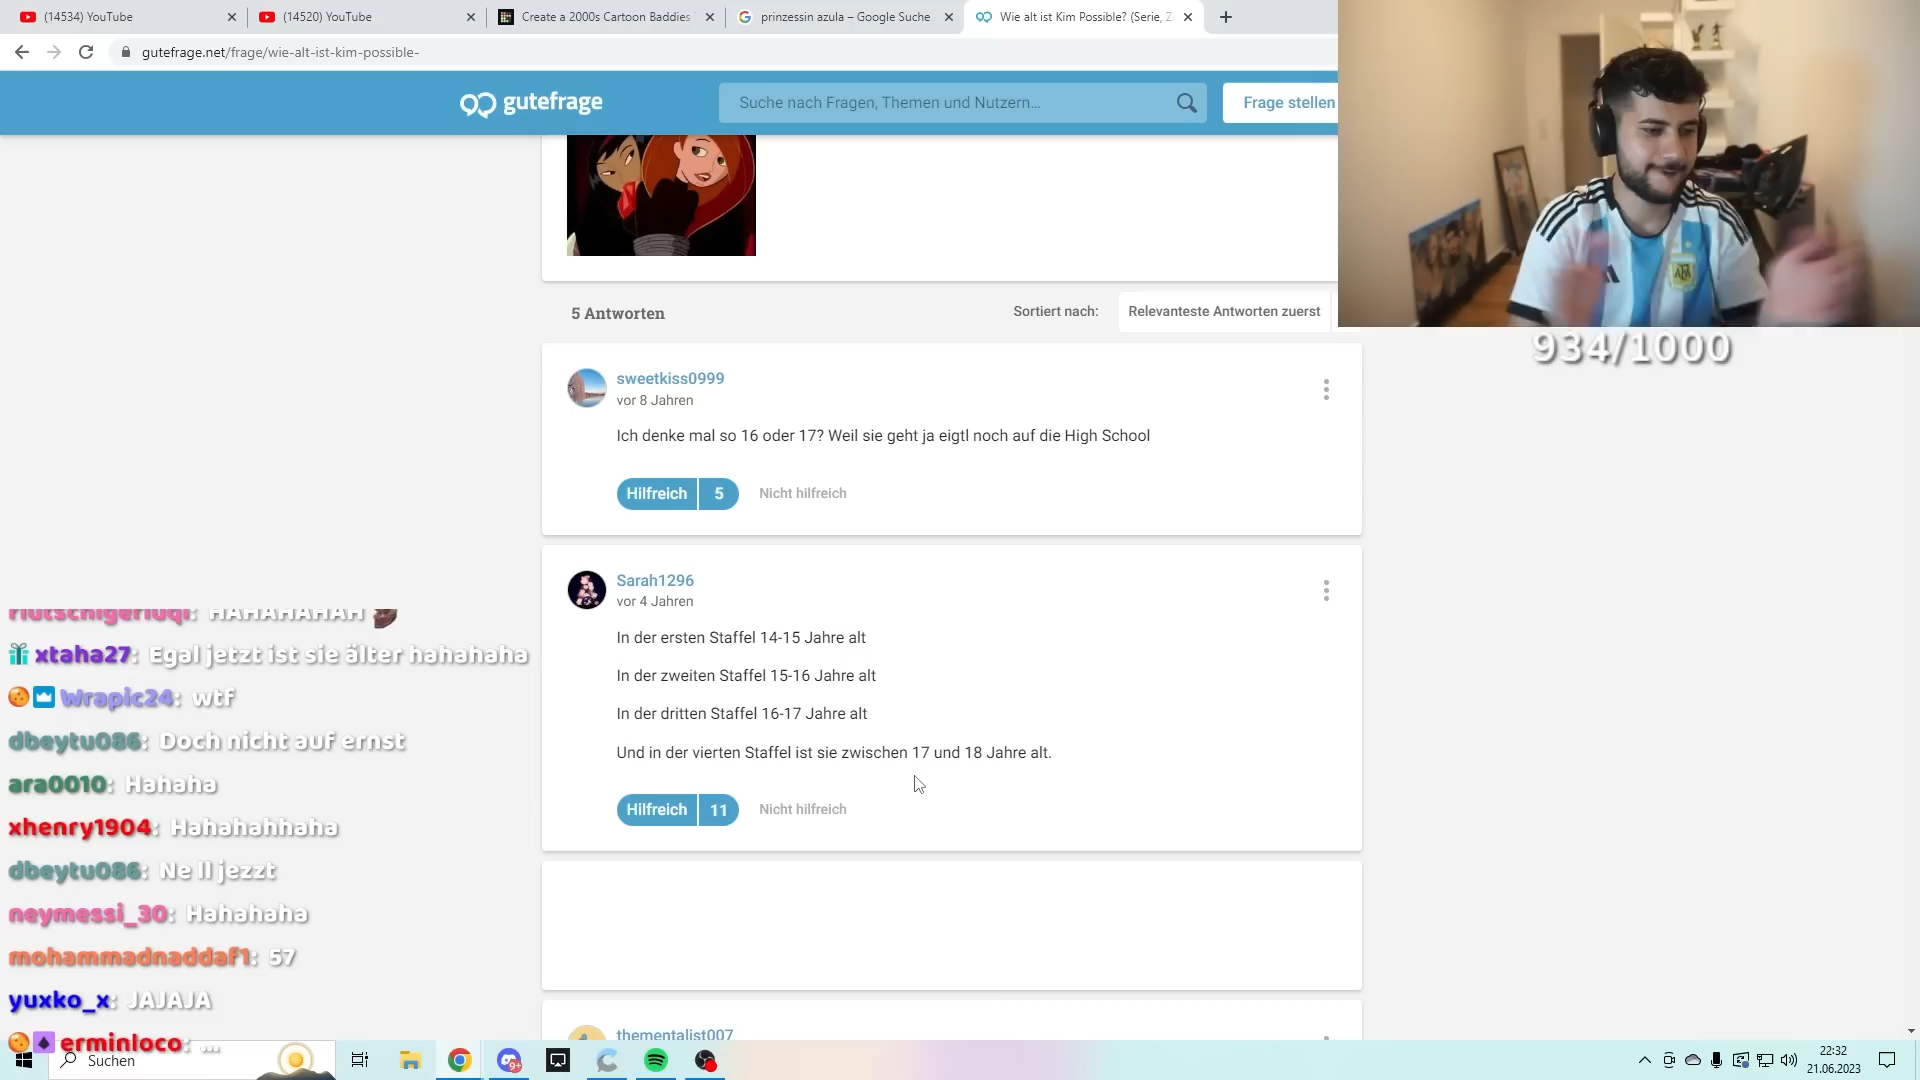 (14534) YouTube
(14520) YouTube
Create a 2000s Cartoon Baddies
prinzessin azula – Google Suche
Wie alt ist Kim Possible? (Serie, Z
gutefrage.net/frage/wie-alt-ist-kim-possible-
gutefrage
Suche nach Fragen, Themen und Nutzern...
Frage stellen
934/1000
5 Antworten
Sortiert nach:
Relevanteste Antworten zuerst
sweetkiss0999
vor 8 Jahren
Ich denke mal so 16 oder 17? Weil sie geht ja eigtl noch auf die High School
Hilfreich 5
Nicht hilfreich
Sarah1296
vor 4 Jahren
In der ersten Staffel 14-15 Jahre alt
In der zweiten Staffel 15-16 Jahre alt
In der dritten Staffel 16-17 Jahre alt
Und in der vierten Staffel ist sie zwischen 17 und 18 Jahre alt.
Hilfreich 11
Nicht hilfreich
thementalist007
HAHAHAHAH
xtaha27: Egal jetzt ist sie älter hahahaha
Wrapic24: wtf
dbeytu086: Doch nicht auf ernst
ara0010: Hahaha
xhenry1904: Hahahahhaha
dbeytu086: Ne ll jezzt
neymessi_30: Hahahaha
mohammadnaddaf1: 57
yuxko_x: JAJAJA
erminloco: ...
Suchen
9+
22:32
21.06.2023